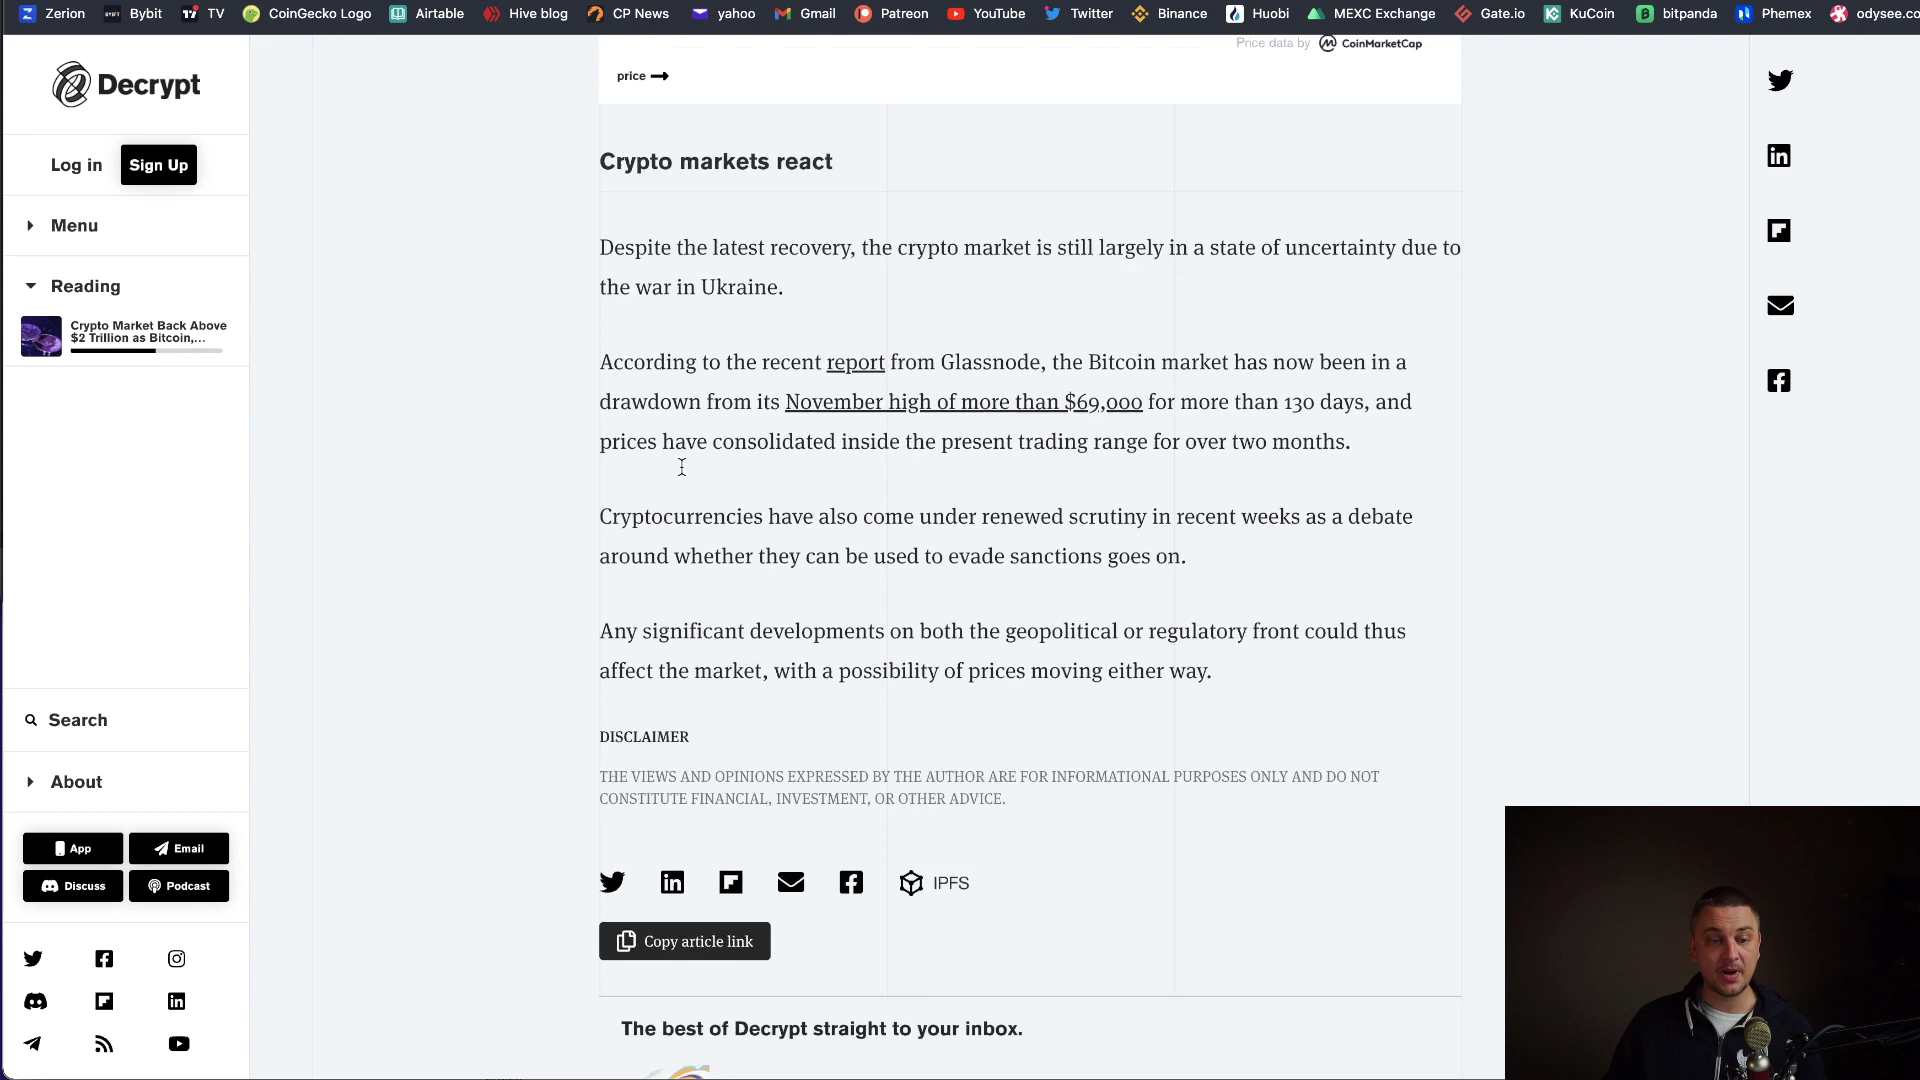 Zerion Bybit TV CoinGecko Logo Airtable Hive blog CP News yahoo Gmail Patreon YouTube Twitter Binance Huobi MEXC Exchange Gate.io KuCoin bitpanda Phemex odysee.co
Price data by CoinMarketCap
price
Decrypt
Log in Sign Up
Menu
Reading
Crypto Market Back Above
$2 Trillion as Bitcoin,...
Search
About
App Email
Discuss Podcast
Crypto markets react
Despite the latest recovery, the crypto market is still largely in a state of uncertainty due to
the war in Ukraine.
According to the recent report from Glassnode, the Bitcoin market has now been in a
drawdown from its November high of more than $69,000 for more than 130 days, and
prices have consolidated inside the present trading range for over two months.
Cryptocurrencies have also come under renewed scrutiny in recent weeks as a debate
around whether they can be used to evade sanctions goes on.
Any significant developments on both the geopolitical or regulatory front could thus
affect the market, with a possibility of prices moving either way.
DISCLAIMER
THE VIEWS AND OPINIONS EXPRESSED BY THE AUTHOR ARE FOR INFORMATIONAL PURPOSES ONLY AND DO NOT
CONSTITUTE FINANCIAL, INVESTMENT, OR OTHER ADVICE.
IPFS
Copy article link
The best of Decrypt straight to your inbox.